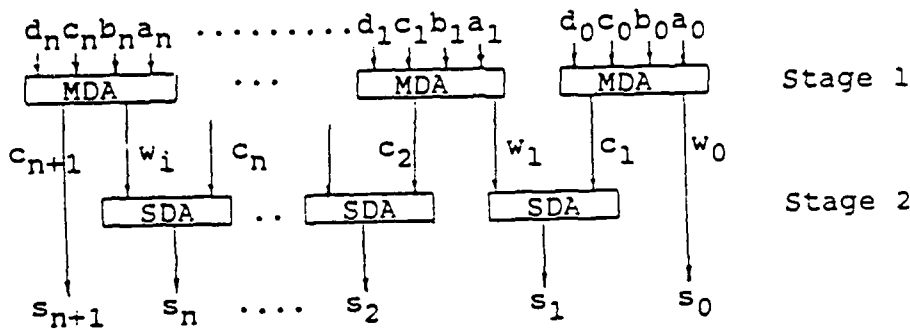 dₙcₙbₙaₙ ......... d₁c₁b₁a₁ d₀c₀b₀a₀
MDA ... MDA MDA Stage 1
cₙ₊₁ wᵢ cₙ c₂ w₁ c₁ w₀
SDA .. SDA SDA Stage 2
sₙ₊₁ sₙ .... s₂ s₁ s₀